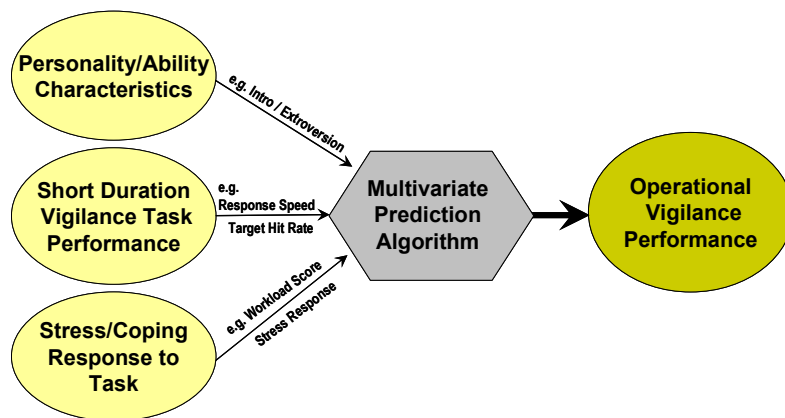 Personality/Ability
Characteristics
e.g. Intro / Extroversion
Short Duration
Vigilance Task
Performance
e.g.
Response Speed
Target Hit Rate
Stress/Coping
Response to
Task
e.g. Workload Score
Stress Response
Multivariate
Prediction
Algorithm
Operational
Vigilance
Performance